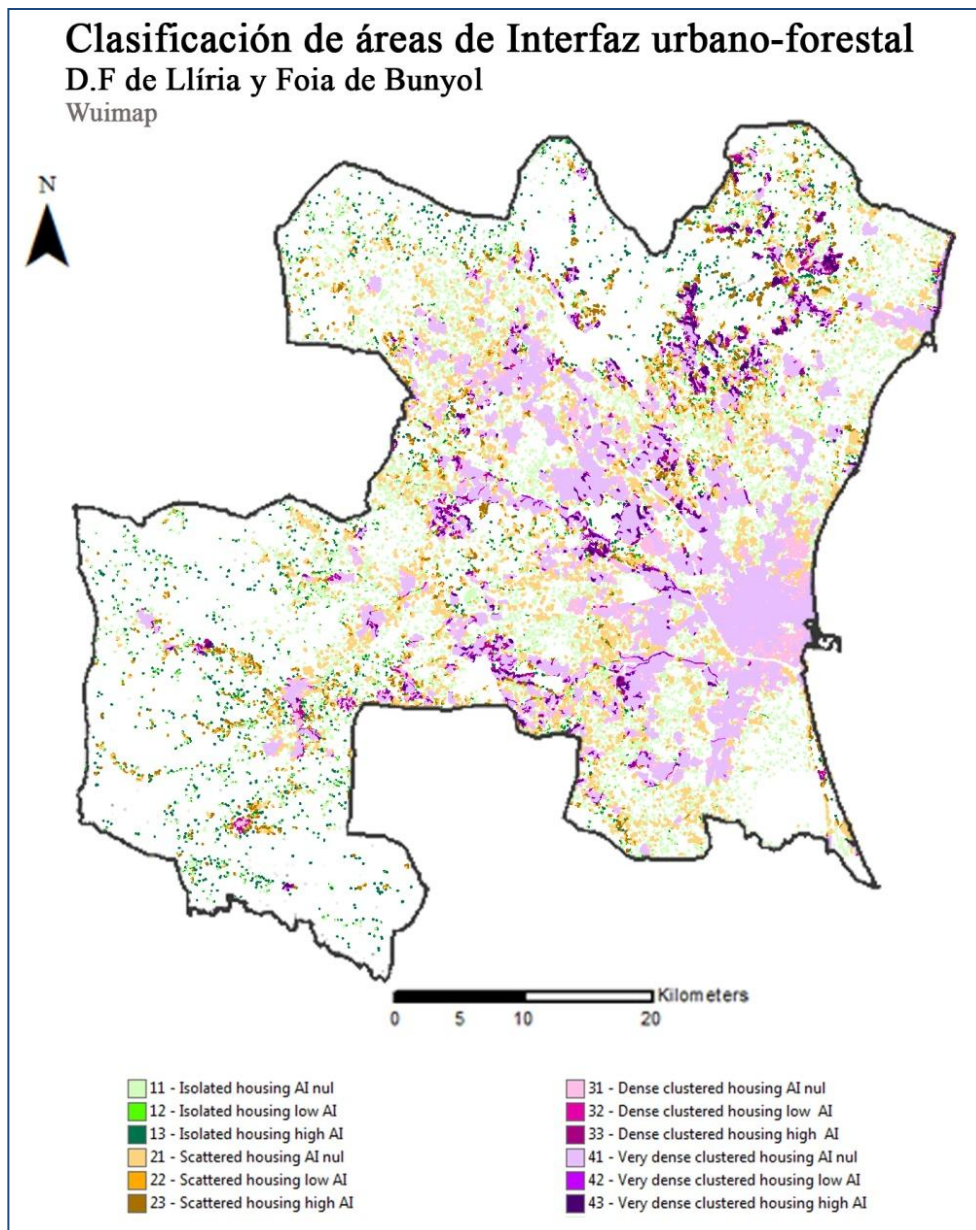 Clasificación de áreas de Interfaz urbano-forestal
D.F de Llíria y Foia de Bunyol
Wuimap
N
Kilometers
0 5 10 20
11 - Isolated housing AI nul
12 - Isolated housing low AI
13 - Isolated housing high AI
21 - Scattered housing AI nul
22 - Scattered housing low AI
23 - Scattered housing high AI
31 - Dense clustered housing AI nul
32 - Dense clustered housing low AI
33 - Dense clustered housing high AI
41 - Very dense clustered housing AI nul
42 - Very dense clustered housing low AI
43 - Very dense clustered housing high AI